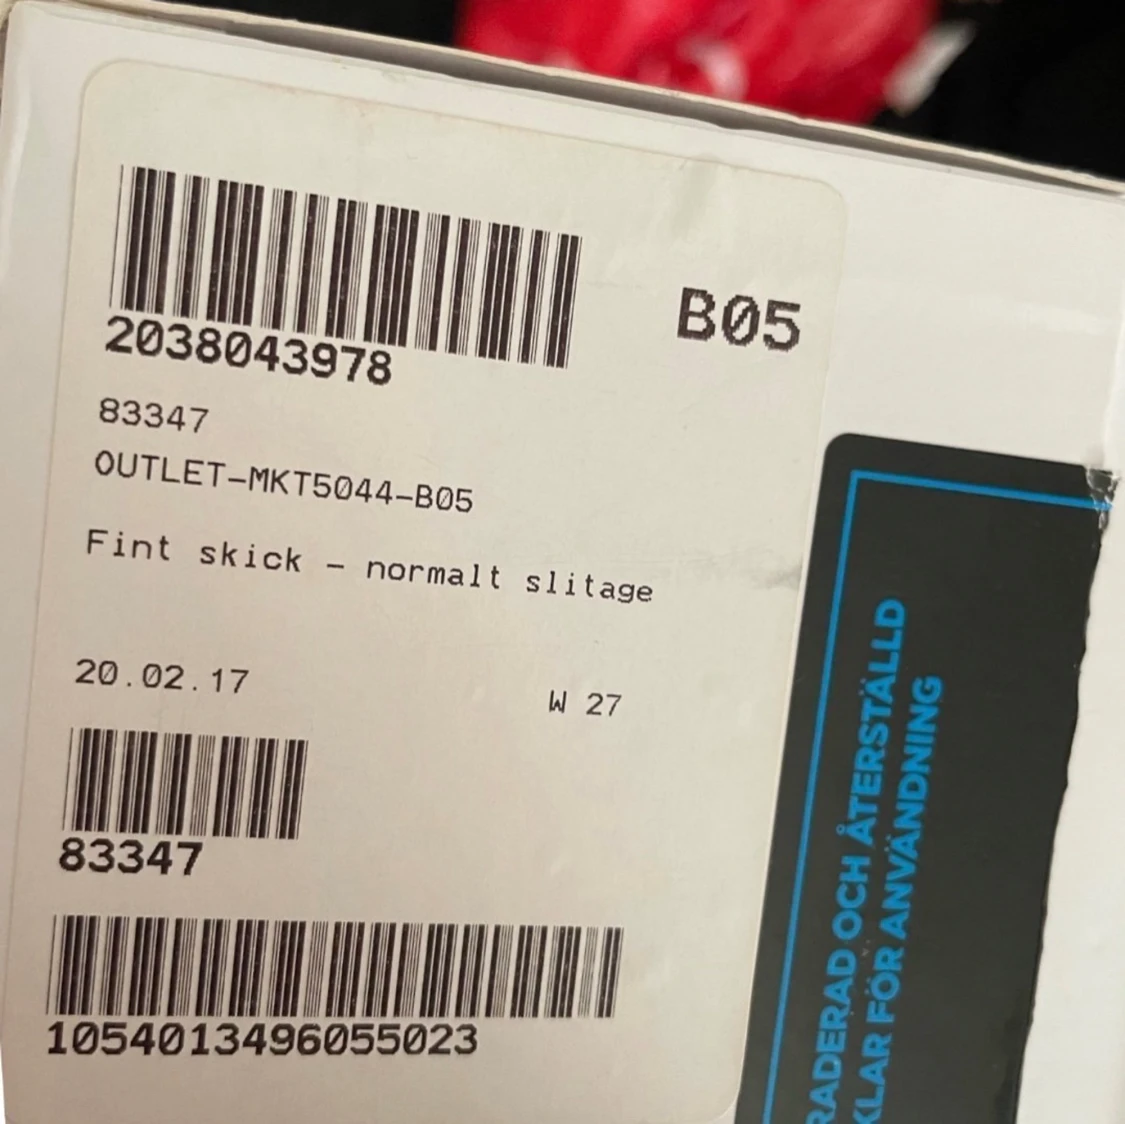 2038043978
B05
83347
OUTLET-MKT5044-B05
Fint skick - normalt slitage
20.02.17
W 27
83347
1054013496055023
RADERAD OCH ÅTERSTÄLLD
KLAR FÖR ANVÄNDNING